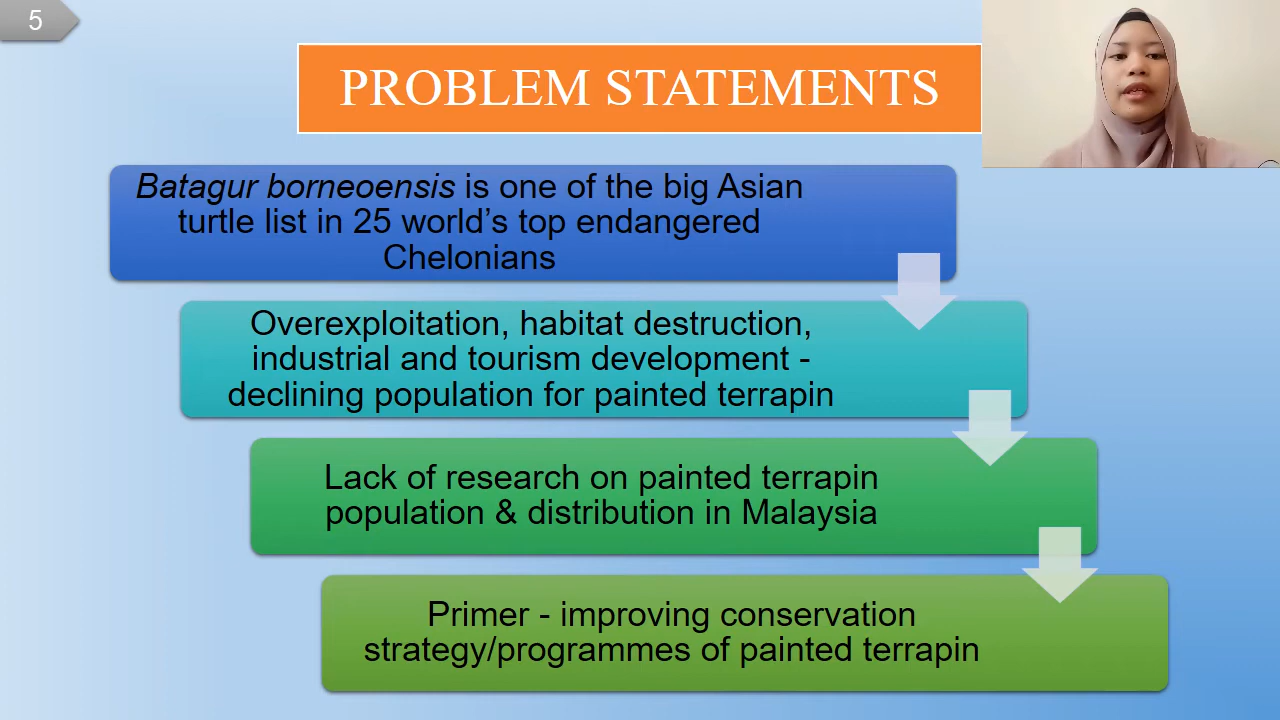 5
PROBLEM STATEMENTS
Batagur borneoensis is one of the big Asian
turtle list in 25 world’s top endangered
Chelonians
Overexploitation, habitat destruction,
industrial and tourism development -
declining population for painted terrapin
Lack of research on painted terrapin
population & distribution in Malaysia
Primer - improving conservation
strategy/programmes of painted terrapin